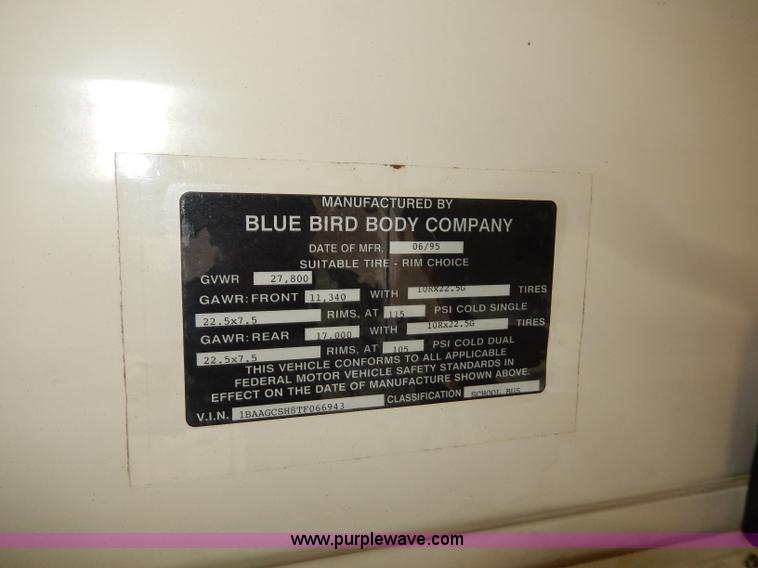 MANUFACTURED BY
BLUE BIRD BODY COMPANY
DATE OF MFR. 06/95
SUITABLE TIRE - RIM CHOICE
GVWR 27,800
GAWR: FRONT 11,340 WITH 10Rx22.5G TIRES
22.5x7.5 RIMS, AT 115 PSI COLD SINGLE
GAWR: REAR 17,000 WITH 10Rx22.5G TIRES
22.5x7.5 RIMS, AT 105 PSI COLD DUAL
THIS VEHICLE CONFORMS TO ALL APPLICABLE
FEDERAL MOTOR VEHICLE SAFETY STANDARDS IN
EFFECT ON THE DATE OF MANUFACTURE SHOWN ABOVE.
V.I.N. 1BAAGCSH8TF066943 CLASSIFICATION SCHOOL BUS
www.purplewave.com